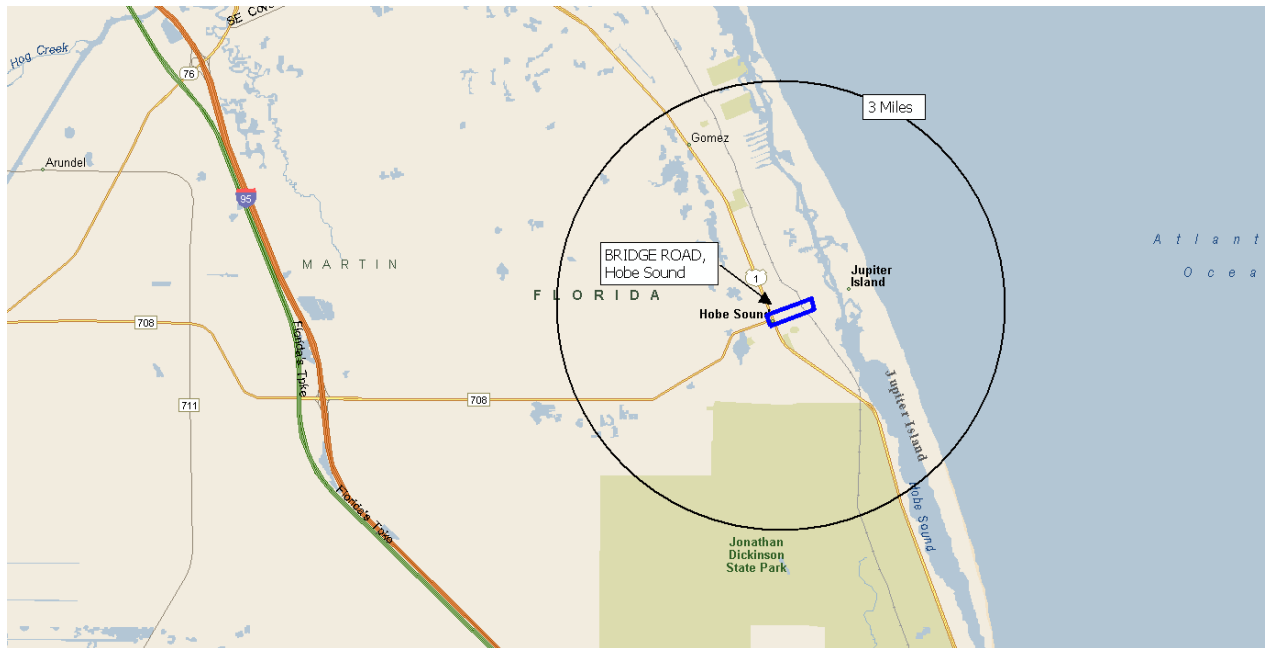 SE Cove
Hog Creek
76
3 Miles
Gomez
Arundel
95
Atlant
Ocea
MARTIN
BRIDGE ROAD,
Hobe Sound
1
Jupiter
Island
FLORIDA
Hobe Sound
708
Florida's Tpke
711
708
Jupiter Island
Florida's Tpke
Hobe Sound
Jonathan
Dickinson
State Park